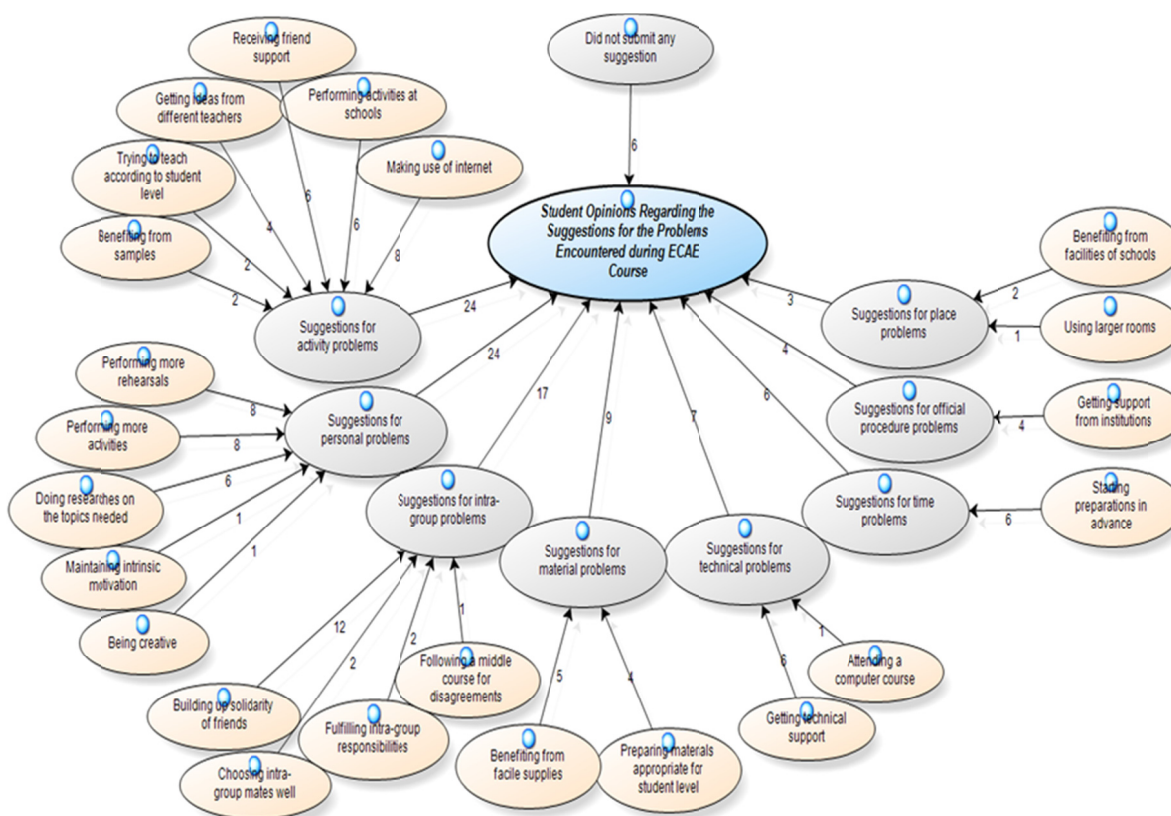 Receiving friend
support
Did not submit any
suggestion
Getting ideas from
different teachers
Performing activities at
schools
Trying to teach
according to student
level
Making use of internet
Benefiting from
samples
6
4
6
6
8
2
2
Student Opinions Regarding the
Suggestions for the Problems
Encountered during ECAE
Course
Benefiting from
facilities of schools
Using larger rooms
2
1
3
Suggestions for place
problems
Suggestions for
activity problems
24
Performing more
rehearsals
8
Suggestions for
personal problems
24
17
9
7
6
4
Suggestions for official
procedure problems
4
Getting support
from institutions
Performing more
activities
8
Doing researches on
the topics needed
6
Maintaining intrinsic
motivation
1
Being creative
1
Suggestions for intra-
group problems
Suggestions for
material problems
Suggestions for
technical problems
Suggestions for time
problems
6
Starting
preparations in
advance
12
2
2
1
5
4
6
1
Building up solidarity
of friends
Choosing intra-
group mates well
Fulfilling intra-group
responsibilities
Following a middle
course for
disagreements
Benefiting from
facile supplies
Preparing materals
appropriate for
student level
Getting technical
support
Attending a
computer course